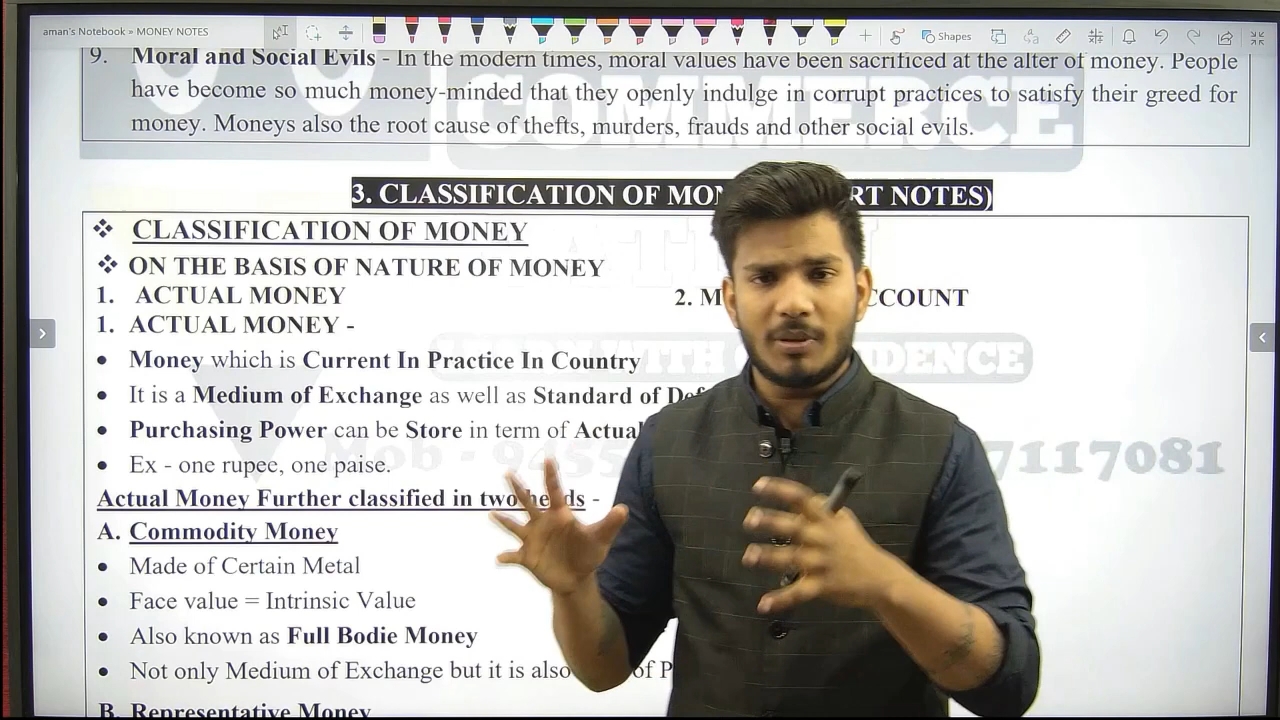 aman's Notebook » MONEY NOTES
Shapes
9. Moral and Social Evils - In the modern times, moral values have been sacrificed at the alter of money. People
have become so much money-minded that they openly indulge in corrupt practices to satisfy their greed for
money. Moneys also the root cause of thefts, murders, frauds and other social evils.
COMMERCE
3. CLASSIFICATION OF MON RT NOTES)
❖ CLASSIFICATION OF MONEY
❖ ON THE BASIS OF NATURE OF MONEY
1. ACTUAL MONEY 2. M CCOUNT
1. ACTUAL MONEY -
• Money which is Current In Practice In Country
• It is a Medium of Exchange as well as Standard of
• Purchasing Power can be Store in term of Actual
Mob - 9455 7117081
• Ex - one rupee, one paise.
Actual Money Further classified in two heads -
A. Commodity Money
• Made of Certain Metal
• Face value = Intrinsic Value
• Also known as Full Bodie Money
• Not only Medium of Exchange but it is also of P
B. Representative Money